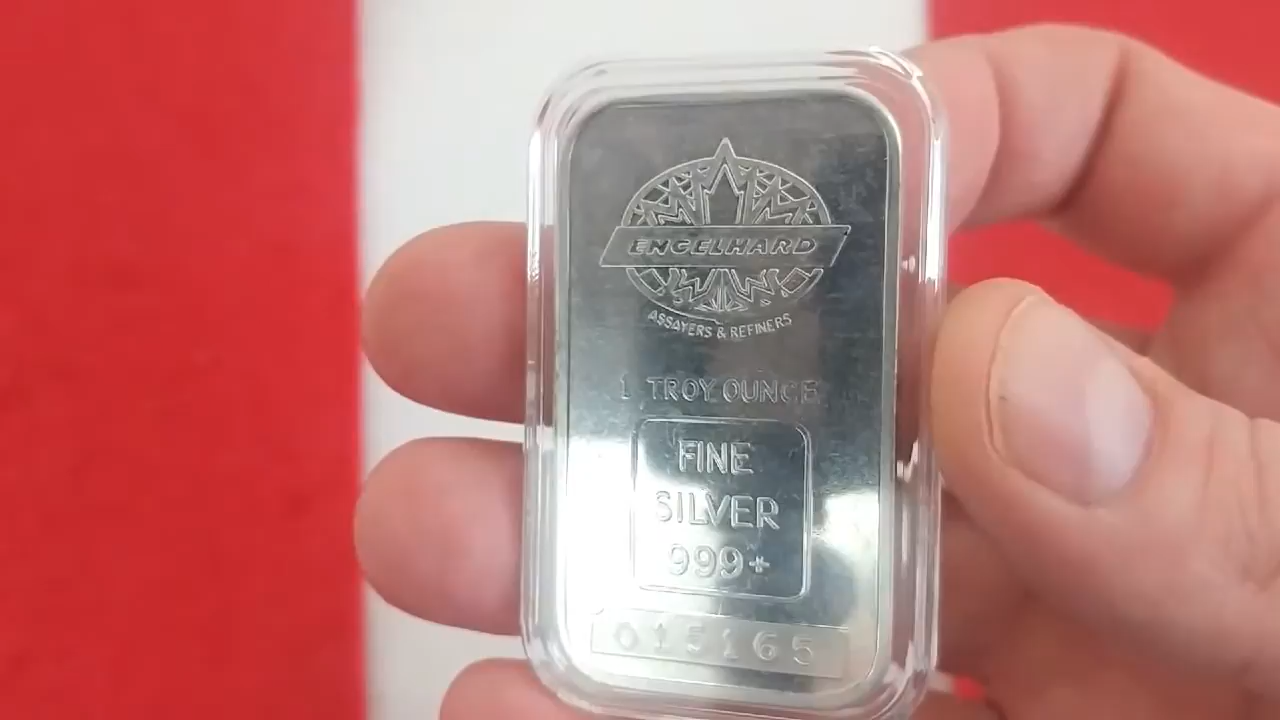 ENGELHARD
ASSAYERS & REFINERS
1 TROY OUNCE
FINE
SILVER
999+
015165